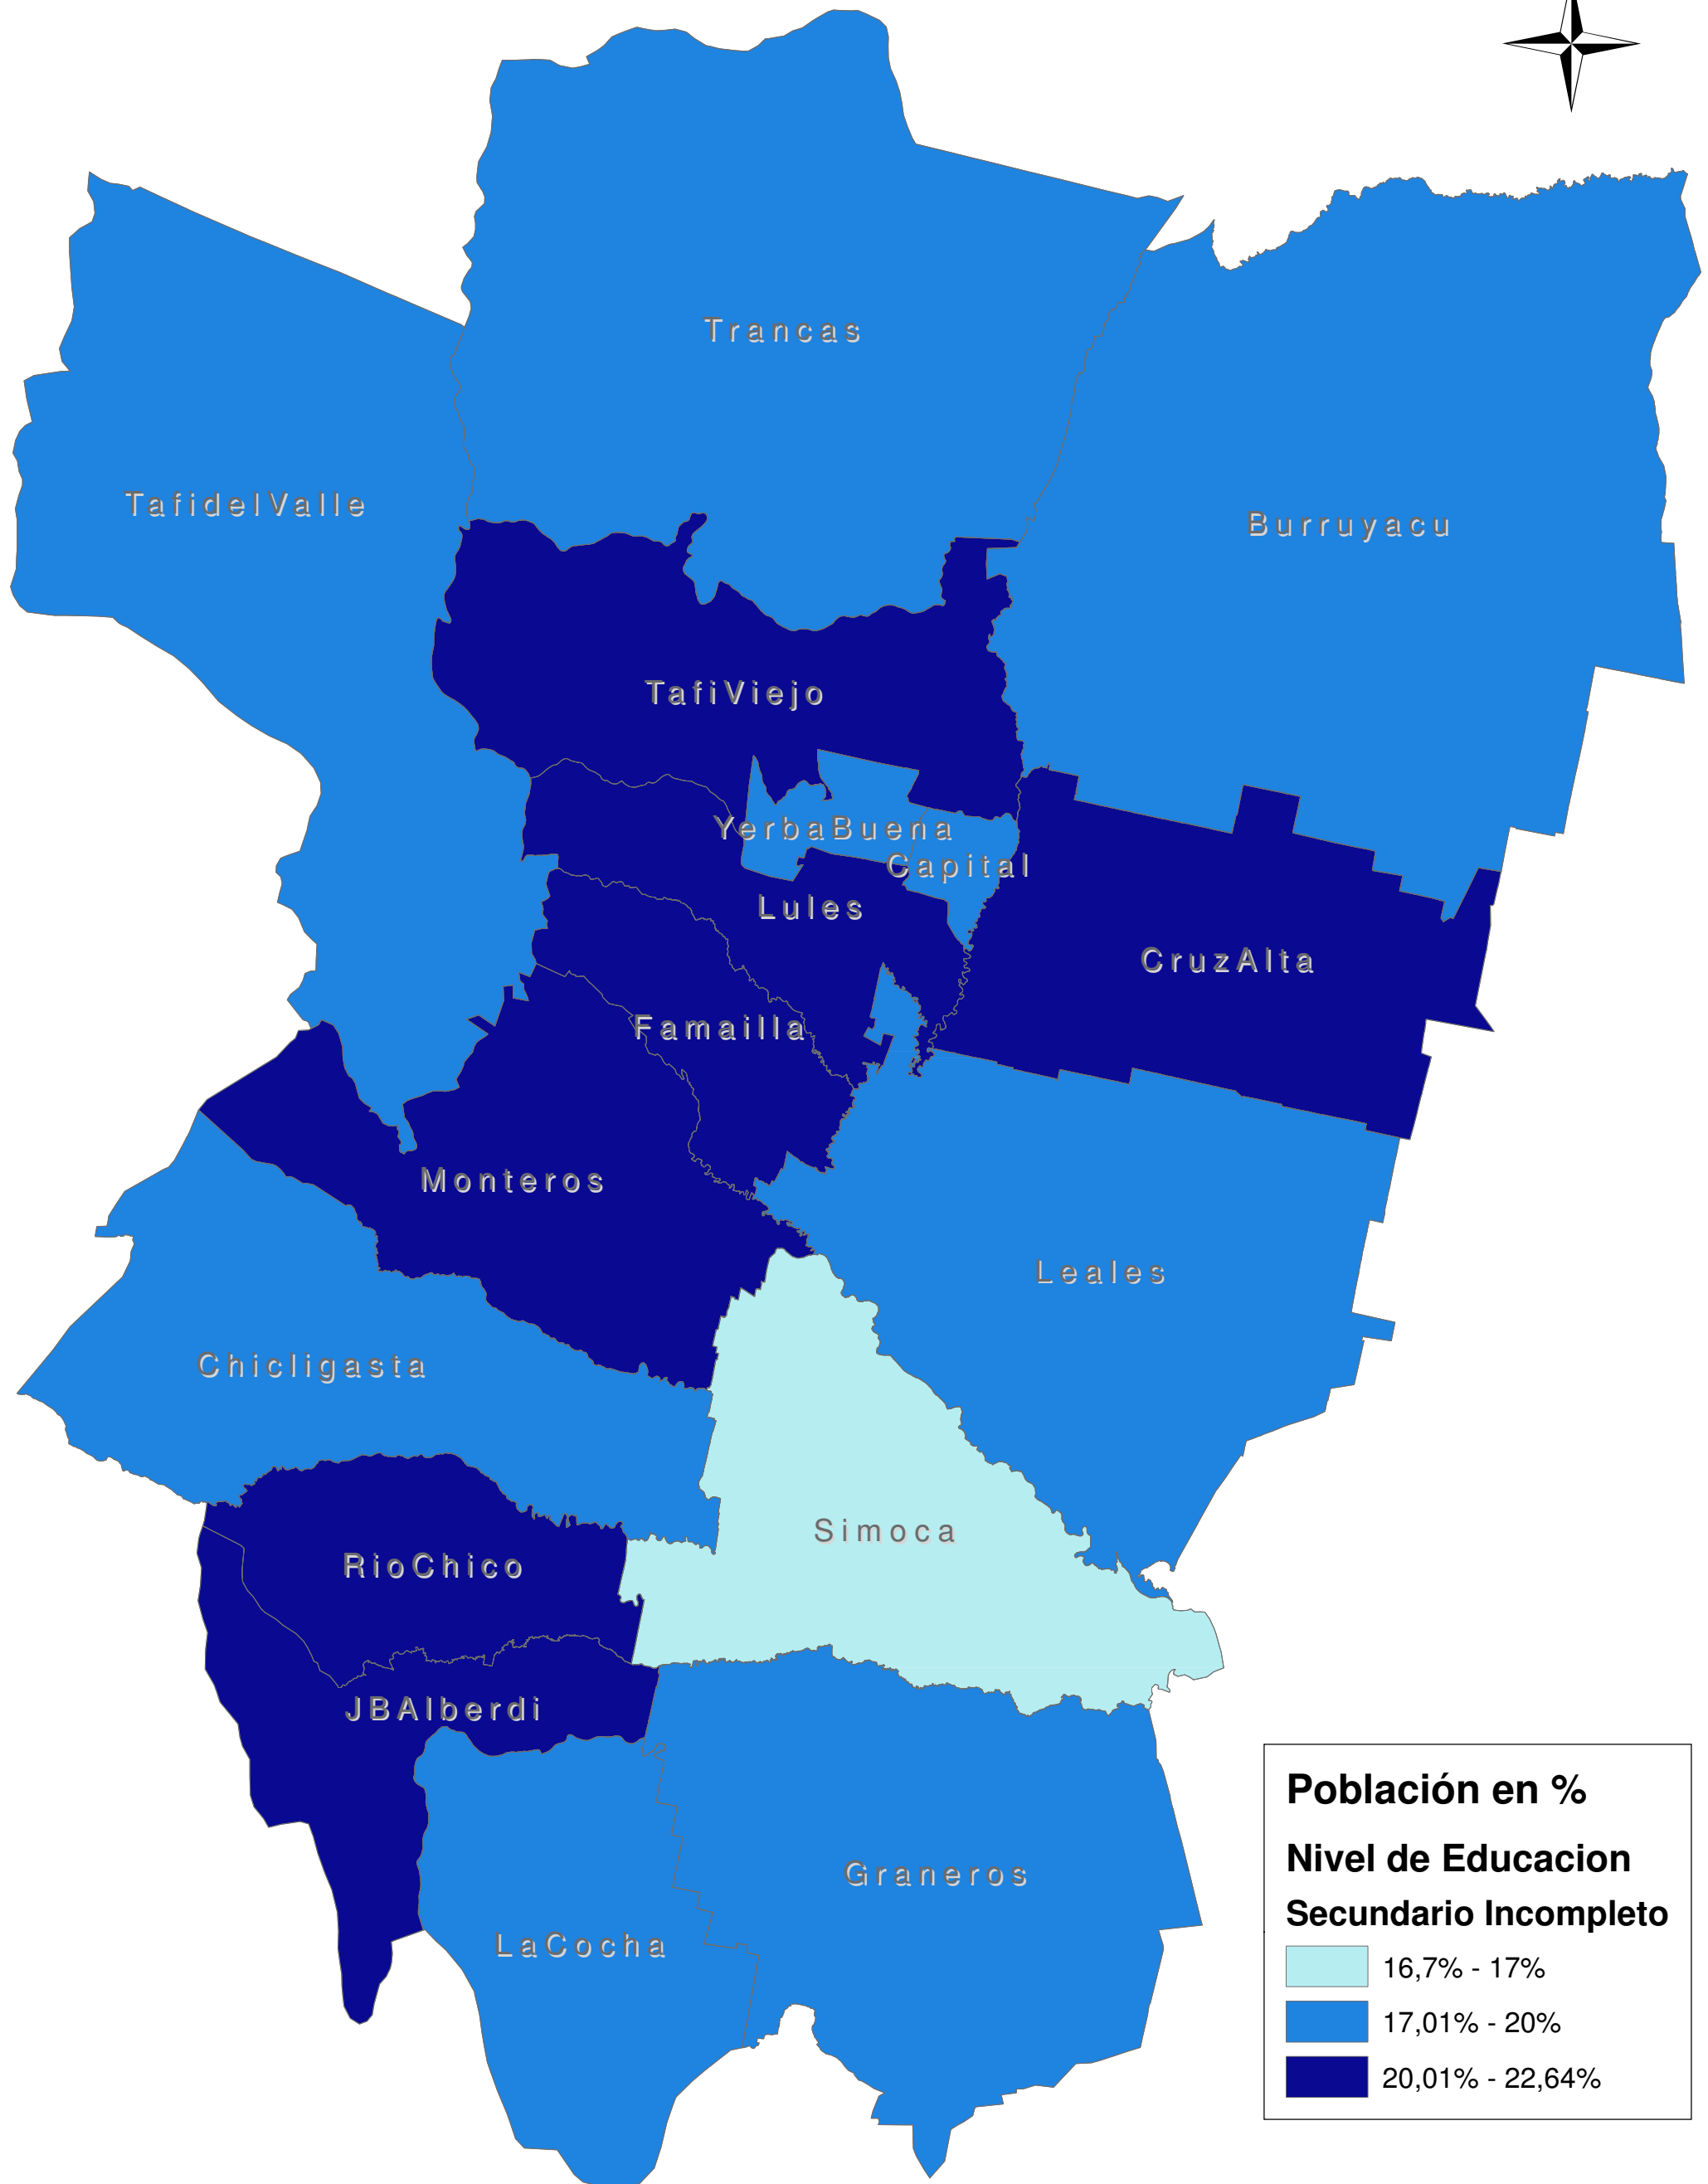 Trancas
TafidelValle
Burruyacu
TafiViejo
YerbaBuena
Capital
Lules
CruzAlta
Famailla
Monteros
Leales
Chicligasta
Simoca
RioChico
JBAlberdi
Graneros
LaCocha
Población en %
Nivel de Educacion
Secundario Incompleto
16,7% - 17%
17,01% - 20%
20,01% - 22,64%